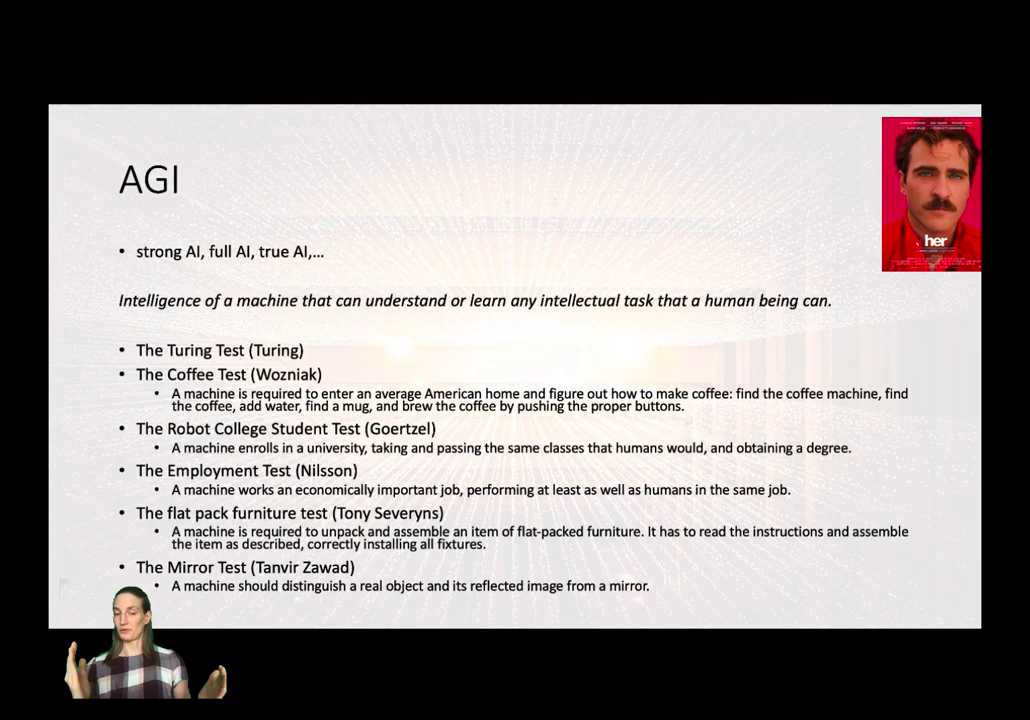 AGI
• strong AI, full AI, true AI,...
Intelligence of a machine that can understand or learn any intellectual task that a human being can.
• The Turing Test (Turing)
• The Coffee Test (Wozniak)
• A machine is required to enter an average American home and figure out how to make coffee: find the coffee machine, find
the coffee, add water, find a mug, and brew the coffee by pushing the proper buttons.
• The Robot College Student Test (Goertzel)
• A machine enrolls in a university, taking and passing the same classes that humans would, and obtaining a degree.
• The Employment Test (Nilsson)
• A machine works an economically important job, performing at least as well as humans in the same job.
• The flat pack furniture test (Tony Severyns)
• A machine is required to unpack and assemble an item of flat-packed furniture. It has to read the instructions and assemble
the item as described, correctly installing all fixtures.
• The Mirror Test (Tanvir Zawad)
• A machine should distinguish a real object and its reflected image from a mirror.
her